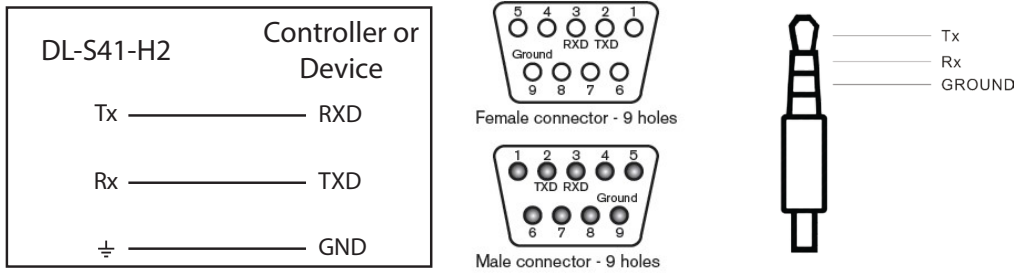 DL-S41-H2
Controller or
Device
Tx
RXD
Rx
TXD
GND
5 4 3 2 1
RXD TXD
Ground
9 8 7 6
Female connector - 9 holes
1 2 3 4 5
TXD RXD
Ground
6 7 8 9
Male connector - 9 holes
Tx
Rx
GROUND